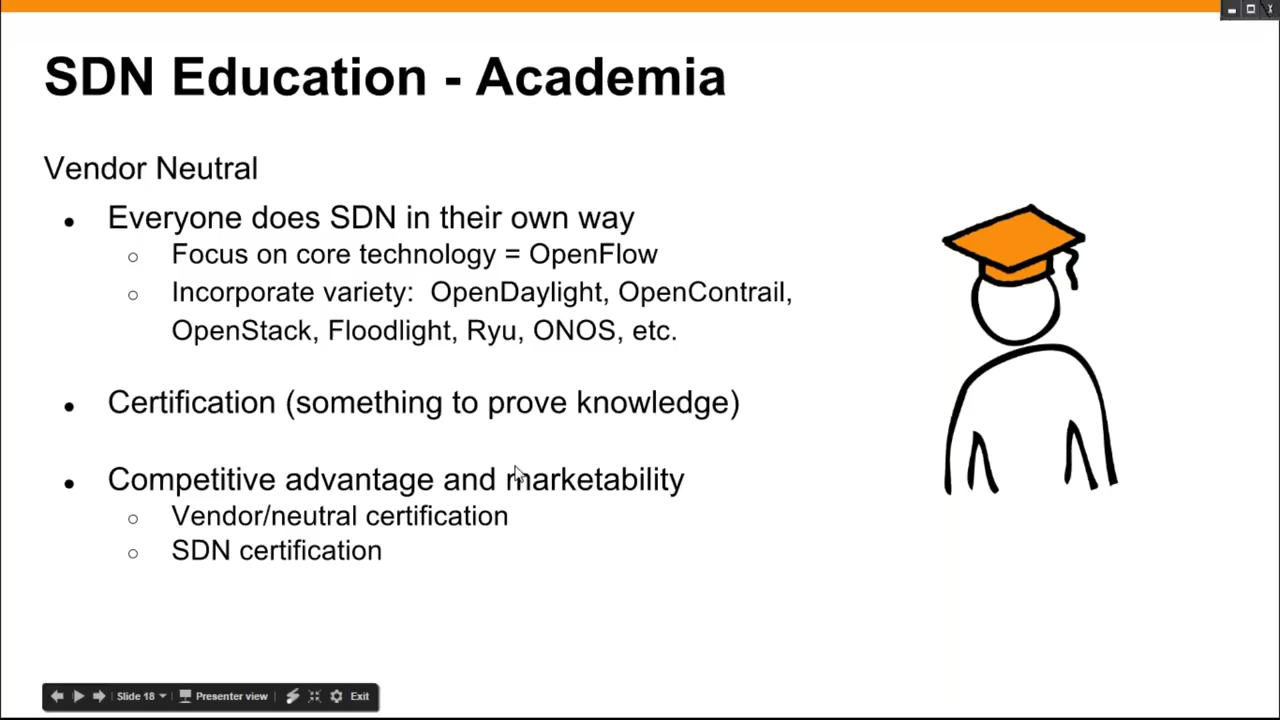 SDN Education - Academia
Vendor Neutral
● Everyone does SDN in their own way
○ Focus on core technology = OpenFlow
○ Incorporate variety:  OpenDaylight, OpenContrail,
OpenStack, Floodlight, Ryu, ONOS, etc.
● Certification (something to prove knowledge)
● Competitive advantage and marketability
○ Vendor/neutral certification
○ SDN certification
Slide 18 Presenter view Exit